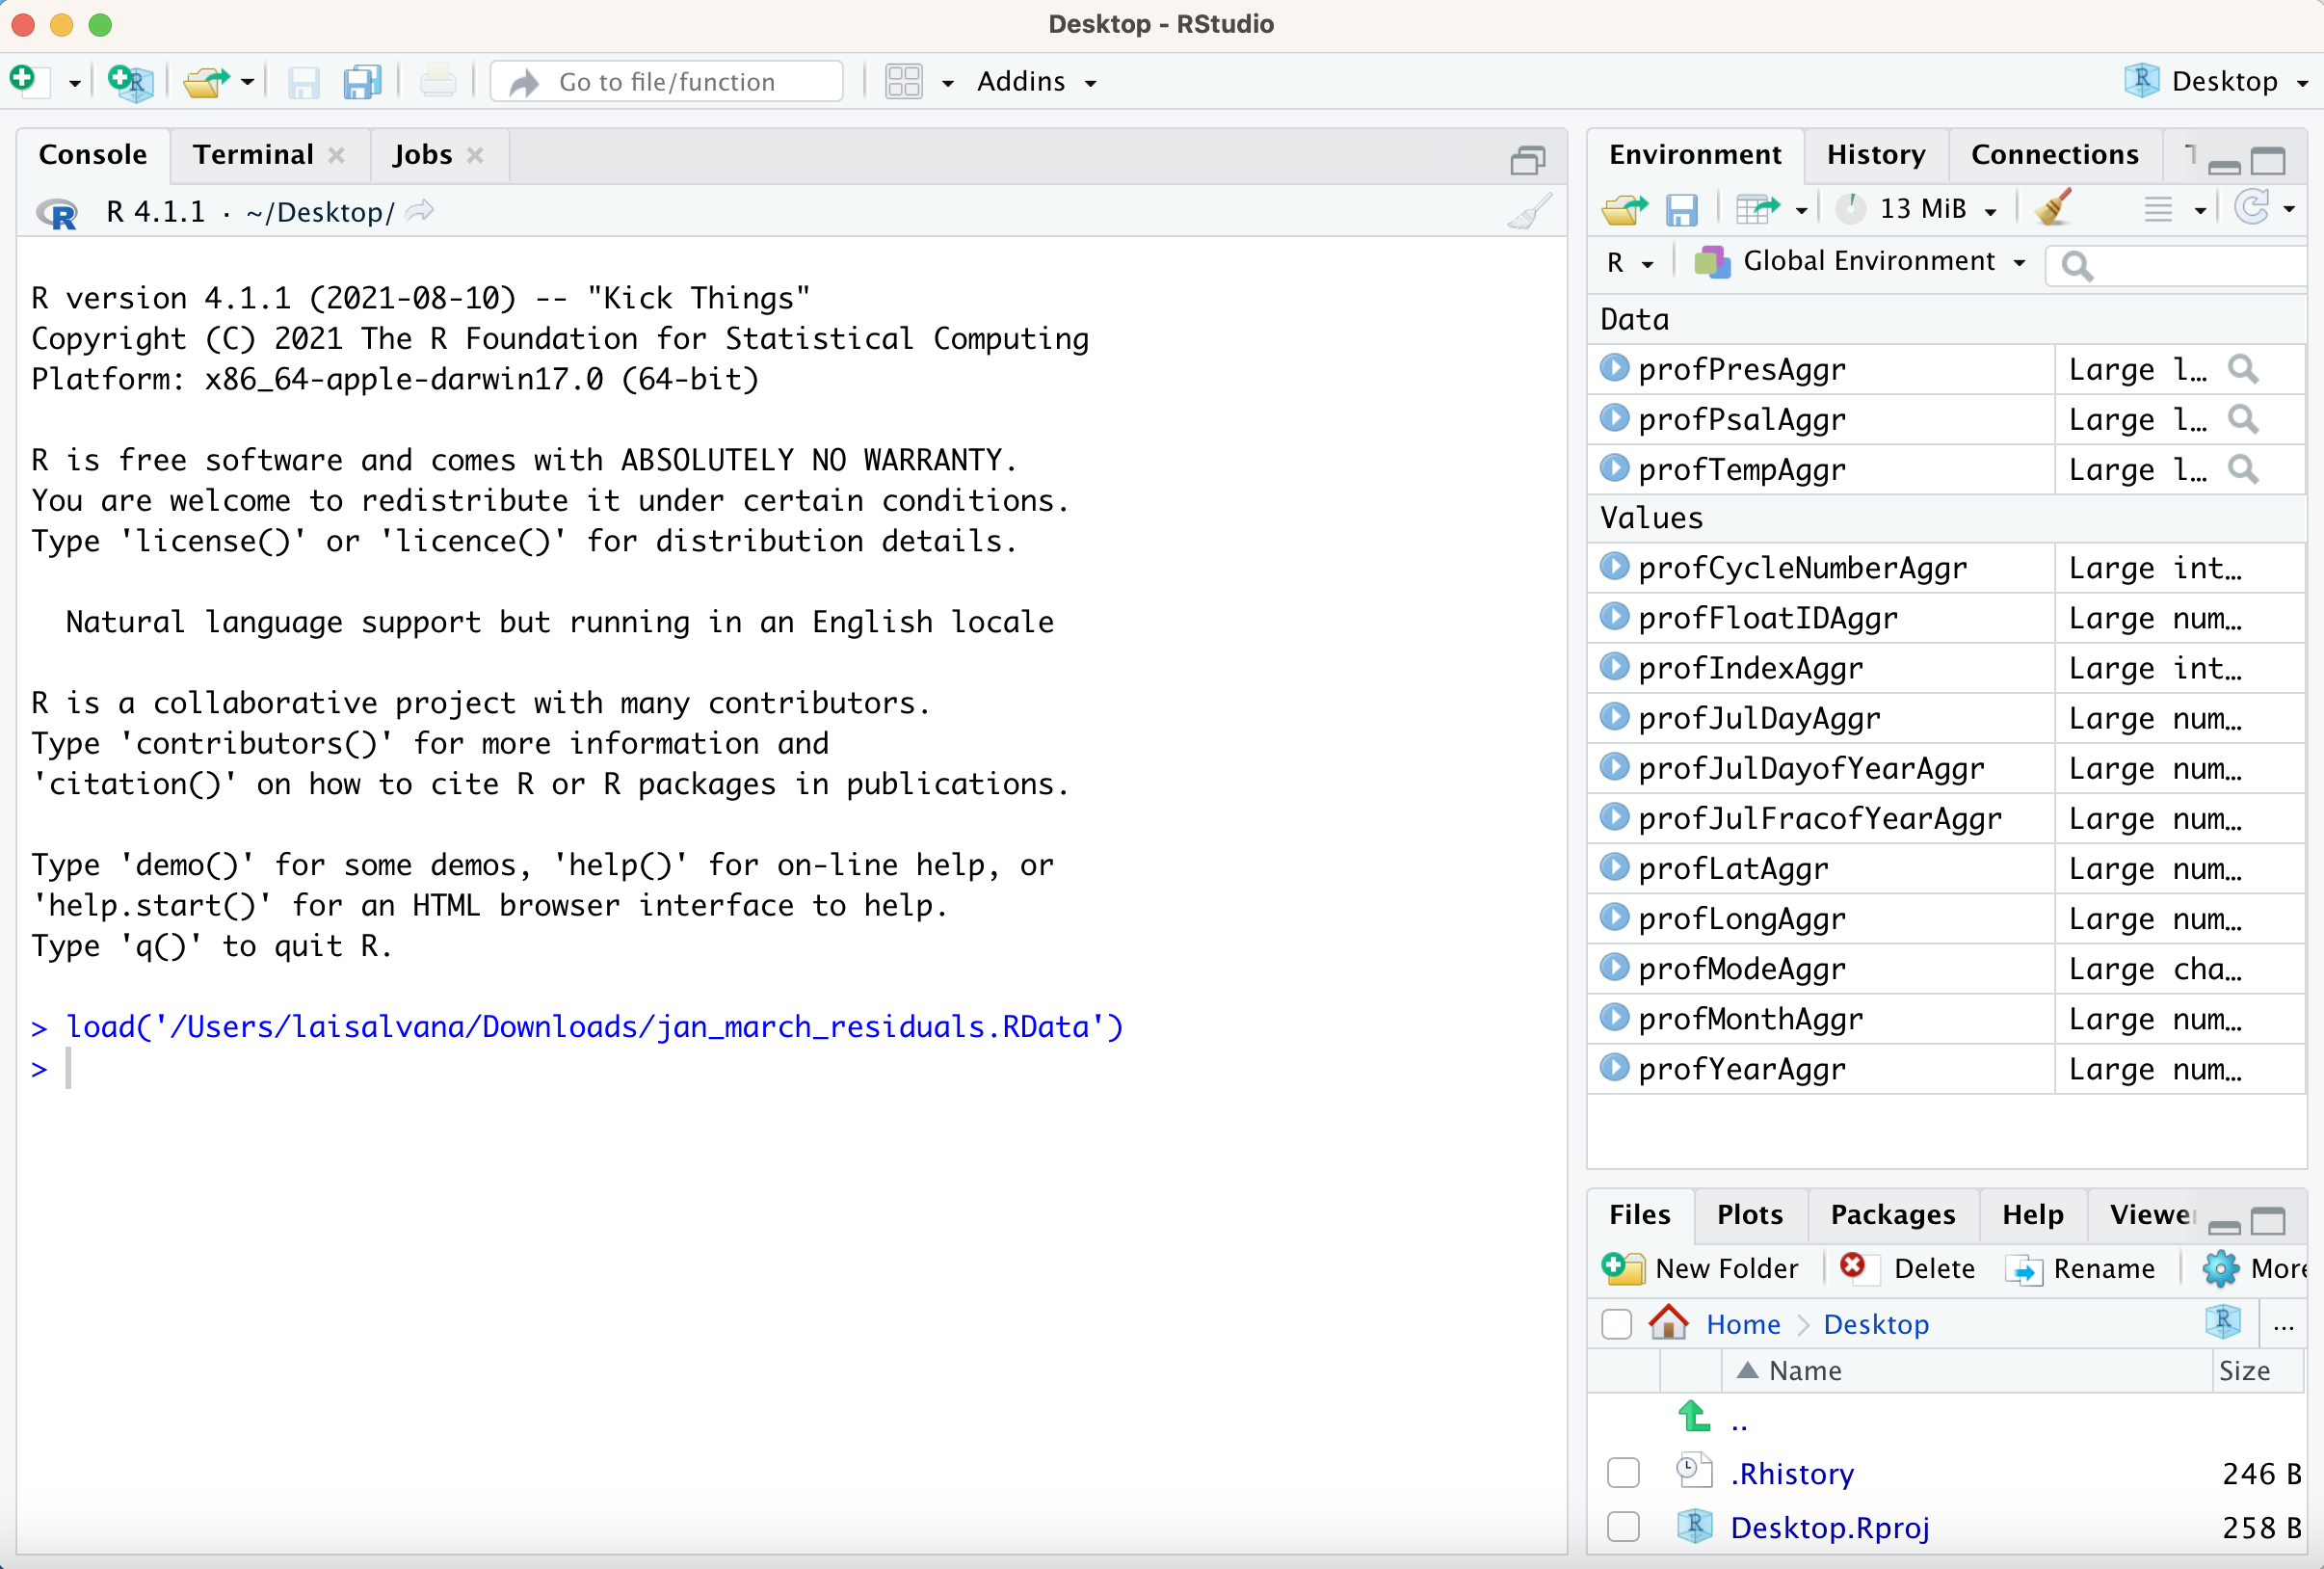 Desktop - RStudio
Go to file/function
Addins
Desktop
Console
Terminal
Jobs
R 4.1.1 · ~/Desktop/
R version 4.1.1 (2021-08-10) -- "Kick Things"
Copyright (C) 2021 The R Foundation for Statistical Computing
Platform: x86_64-apple-darwin17.0 (64-bit)
R is free software and comes with ABSOLUTELY NO WARRANTY.
You are welcome to redistribute it under certain conditions.
Type 'license()' or 'licence()' for distribution details.
Natural language support but running in an English locale
R is a collaborative project with many contributors.
Type 'contributors()' for more information and
'citation()' on how to cite R or R packages in publications.
Type 'demo()' for some demos, 'help()' for on-line help, or
'help.start()' for an HTML browser interface to help.
Type 'q()' to quit R.
> load('/Users/laisalvana/Downloads/jan_march_residuals.RData')
>
Environment
History
Connections
13 MiB
R
Global Environment
Data
profPresAggr Large l…
profPsalAggr Large l…
profTempAggr Large l…
Values
profCycleNumberAggr Large int…
profFloatIDAggr Large num…
profIndexAggr Large int…
profJulDayAggr Large num…
profJulDayofYearAggr Large num…
profJulFracofYearAggr Large num…
profLatAggr Large num…
profLongAggr Large num…
profModeAggr Large cha…
profMonthAggr Large num…
profYearAggr Large num…
Files
Plots
Packages
Help
Viewe
New Folder
Delete
Rename
More
Home
Desktop
...
Name
Size
..
.Rhistory 246 B
Desktop.Rproj 258 B